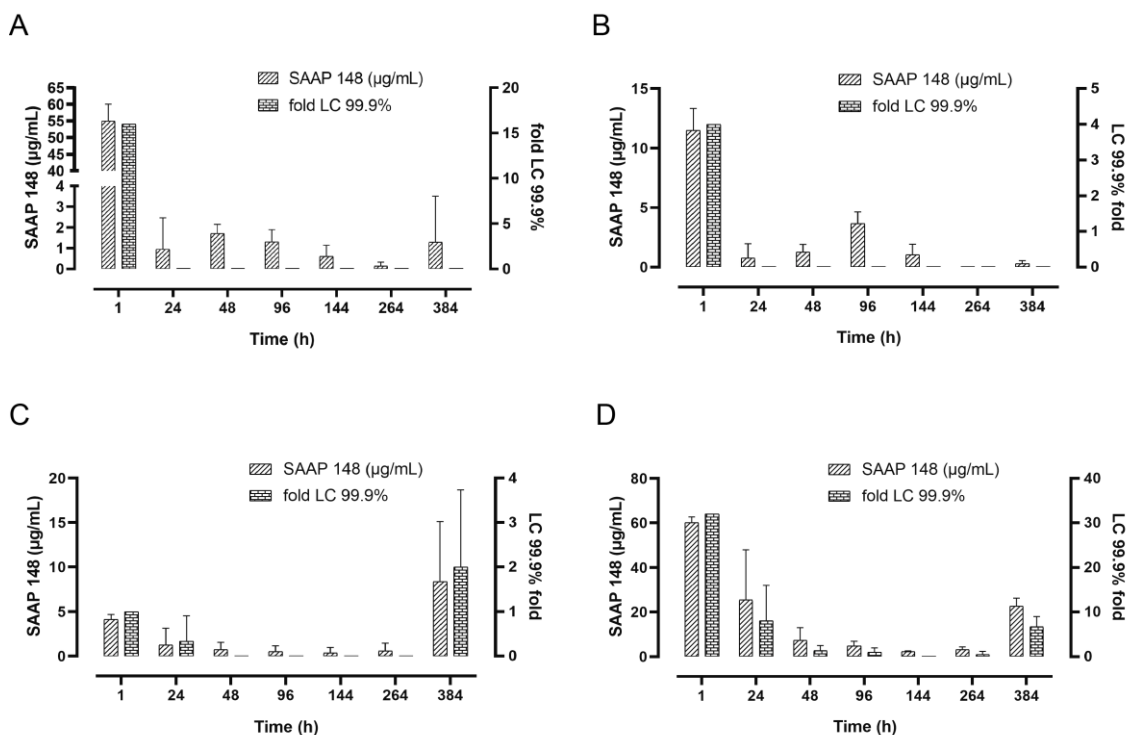 A
SAAP 148 (µg/mL)
fold LC 99.9%
65
60
55
50
45
40
4
3
2
1
0
SAAP 148 (µg/mL)
20
15
10
5
0
fold LC 99.9%
1 24 48 96 144 264 384
Time (h)
B
SAAP 148 (µg/mL)
fold LC 99.9%
15
10
5
0
SAAP 148 (µg/mL)
5
4
3
2
1
0
LC 99.9% fold
1 24 48 96 144 264 384
Time (h)
C
SAAP 148 (µg/mL)
fold LC 99.9%
20
15
10
5
0
SAAP 148 (µg/mL)
4
3
2
1
0
LC 99.9% fold
1 24 48 96 144 264 384
Time (h)
D
SAAP 148 (µg/mL)
fold LC 99.9%
80
60
40
20
0
SAAP 148 (µg/mL)
40
30
20
10
0
LC 99.9% fold
1 24 48 96 144 264 384
Time (h)